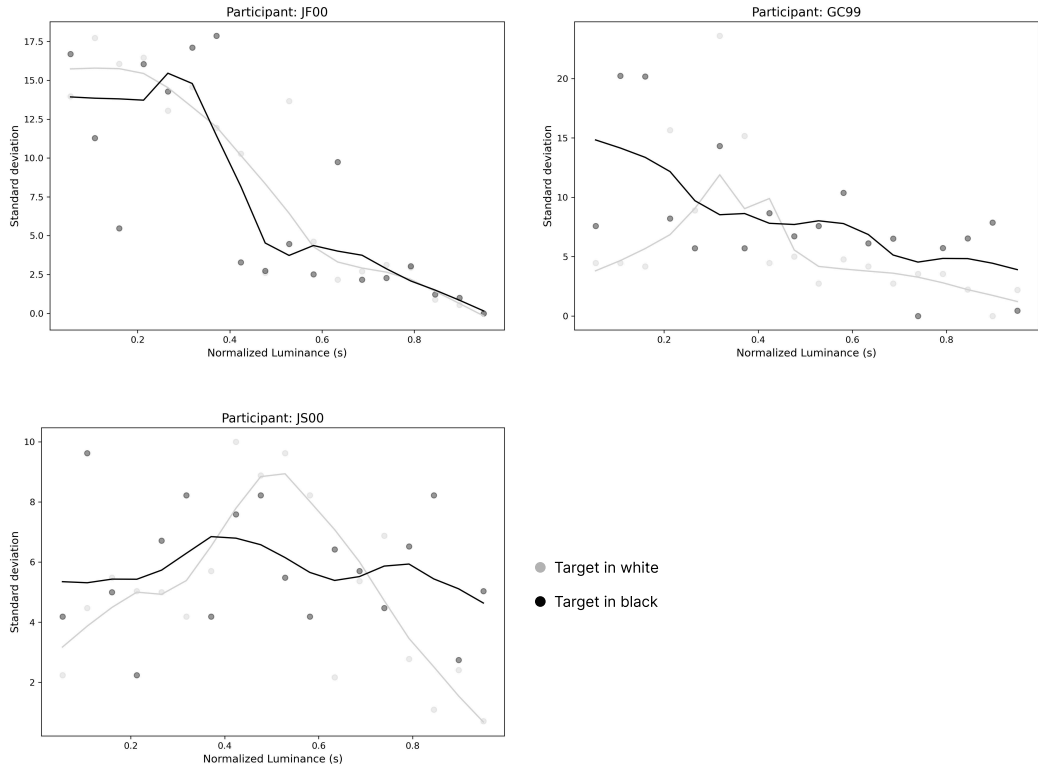 Participant: JF00
17.5
15.0
12.5
10.0
7.5
5.0
2.5
0.0
Standard deviation
0.2
0.4
0.6
0.8
Normalized Luminance (s)
Participant: GC99
20
15
10
5
0
Standard deviation
0.2
0.4
0.6
0.8
Normalized Luminance (s)
Participant: JS00
10
8
6
4
2
Standard deviation
0.2
0.4
0.6
0.8
Normalized Luminance (s)
Target in white
Target in black